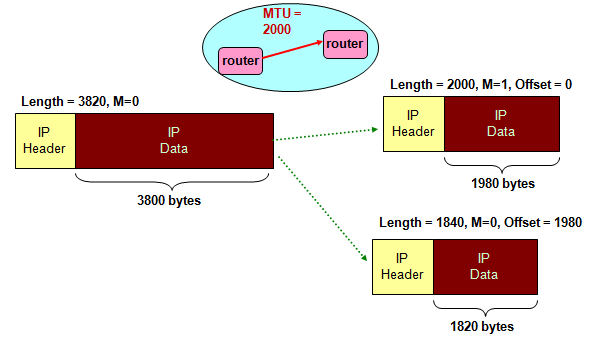 MTU =
2000
router
router
Length = 3820, M=0
IP
Header
IP
Data
3800 bytes
Length = 2000, M=1, Offset = 0
IP
Header
IP
Data
1980 bytes
Length = 1840, M=0, Offset = 1980
IP
Header
IP
Data
1820 bytes